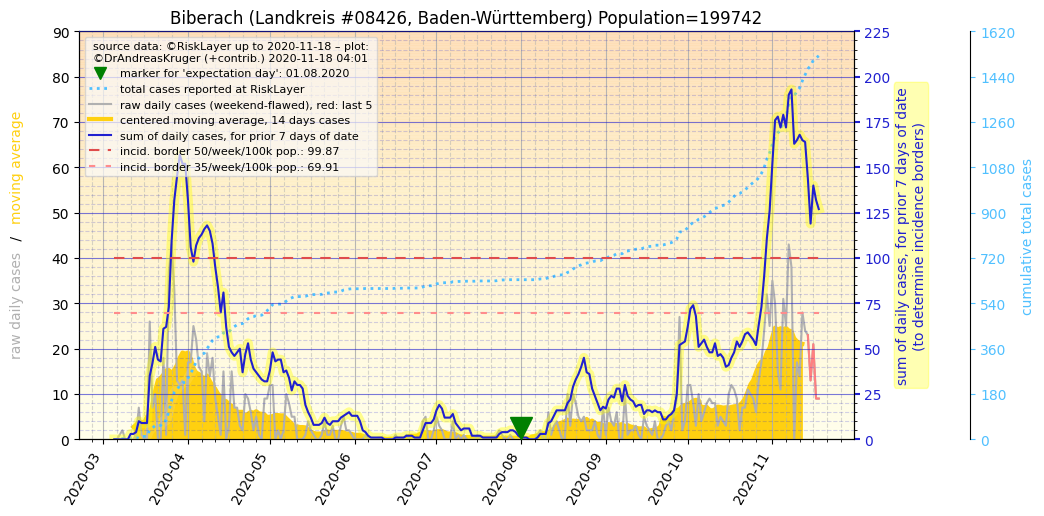 Biberach (Landkreis #08426, Baden-Württemberg) Population=199742
source data: ©RiskLayer up to 2020-11-18 – plot:
©DrAndreasKruger (+contrib.) 2020-11-18 04:01
marker for 'expectation day': 01.08.2020
total cases reported at RiskLayer
raw daily cases (weekend-flawed), red: last 5
centered moving average, 14 days cases
sum of daily cases, for prior 7 days of date
incid. border 50/week/100k pop.: 99.87
incid. border 35/week/100k pop.: 69.91
raw daily cases / moving average
90
80
70
60
50
40
30
20
10
0
2020-03
2020-04
2020-05
2020-06
2020-07
2020-08
2020-09
2020-10
2020-11
225
200
175
150
125
100
75
50
25
0
sum of daily cases, for prior 7 days of date
(to determine incidence borders)
1620
1440
1260
1080
900
720
540
360
180
0
cumulative total cases